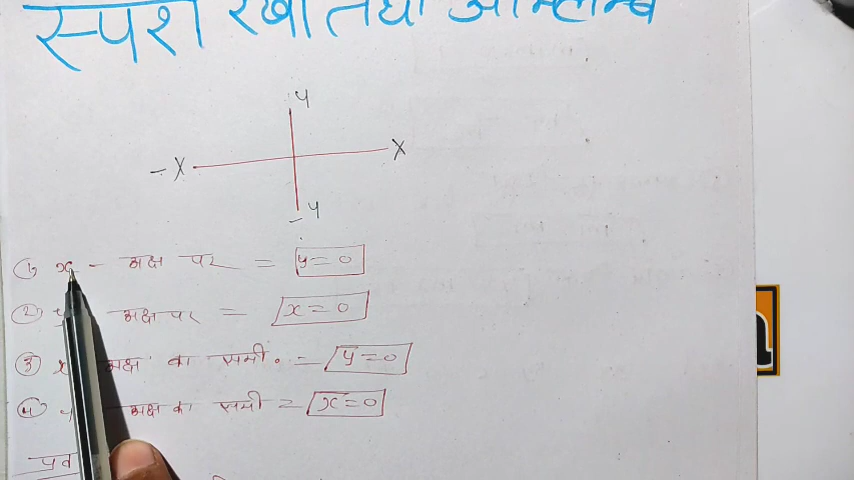 स्पर्श रेखा तथा अभिलम्ब
y
-X X
-y
① x - अक्ष पर = y=0
② अक्ष पर = x=0
③ x अक्ष का समी. = y=0
④ y अक्ष का समी = x=0